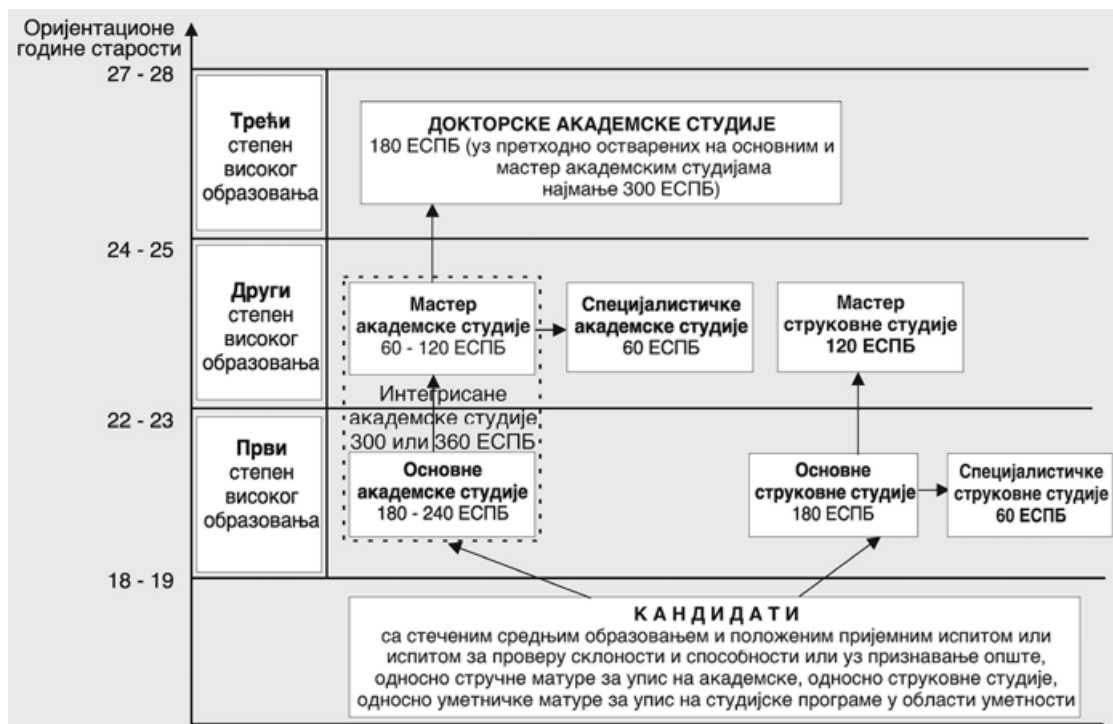 Оријентационе
године старости
27 - 28
Трећи
степен
високог
образовања
ДОКТОРСКЕ АКАДЕМСКЕ СТУДИЈЕ
180 ЕСПБ (уз претходно остварених на основним и
мастер академским студијама
најмање 300 ЕСПБ)
24 - 25
Други
степен
високог
образовања
Мастер
академске студије
60 - 120 ЕСПБ
Специјалистичке
академске студије
60 ЕСПБ
Мастер
струковне студије
120 ЕСПБ
Интегрисане
академске студије
300 или 360 ЕСПБ
22 - 23
Први
степен
високог
образовања
Основне
академске студије
180 - 240 ЕСПБ
Основне
струковне студије
180 ЕСПБ
Специјалистичке
струковне студије
60 ЕСПБ
18 - 19
К А Н Д И Д А Т И
са стеченим средњим образовањем и положеним пријемним испитом или
испитом за проверу склоности и способности или уз признавање опште,
односно стручне матуре за упис на академске, односно струковне студије,
односно уметничке матуре за упис на студијске програме у области уметности